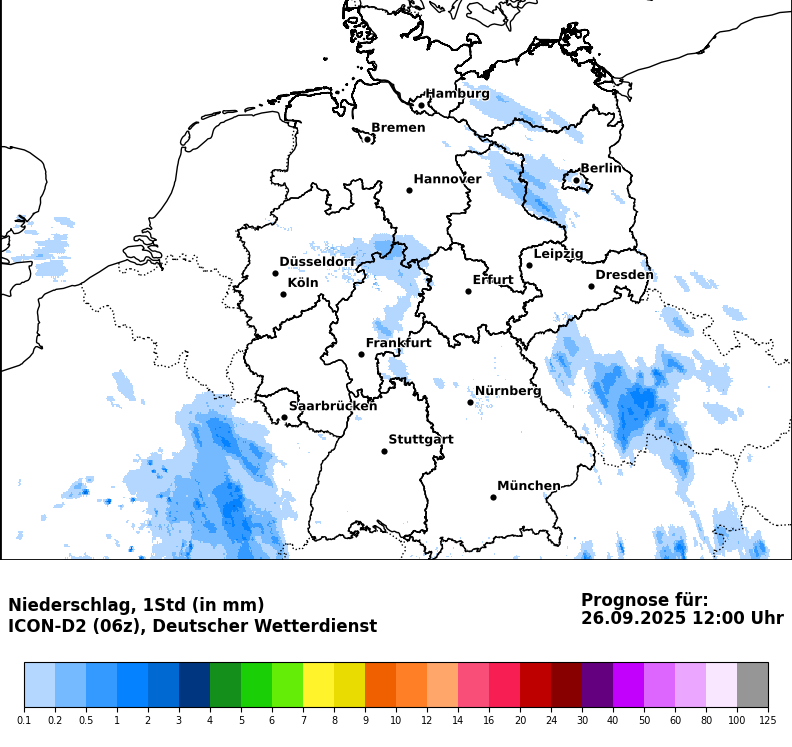 Hamburg
Bremen
Berlin
Hannover
Leipzig
Düsseldorf
Dresden
Erfurt
Köln
Frankfurt
Nürnberg
Saarbrücken
Stuttgart
München
Niederschlag, 1Std (in mm)
ICON-D2 (06z), Deutscher Wetterdienst
Prognose für:
26.09.2025 12:00 Uhr
0.1 0.2 0.5 1 2 3 4 5 6 7 8 9 10 12 14 16 20 24 30 40 50 60 80 100 125